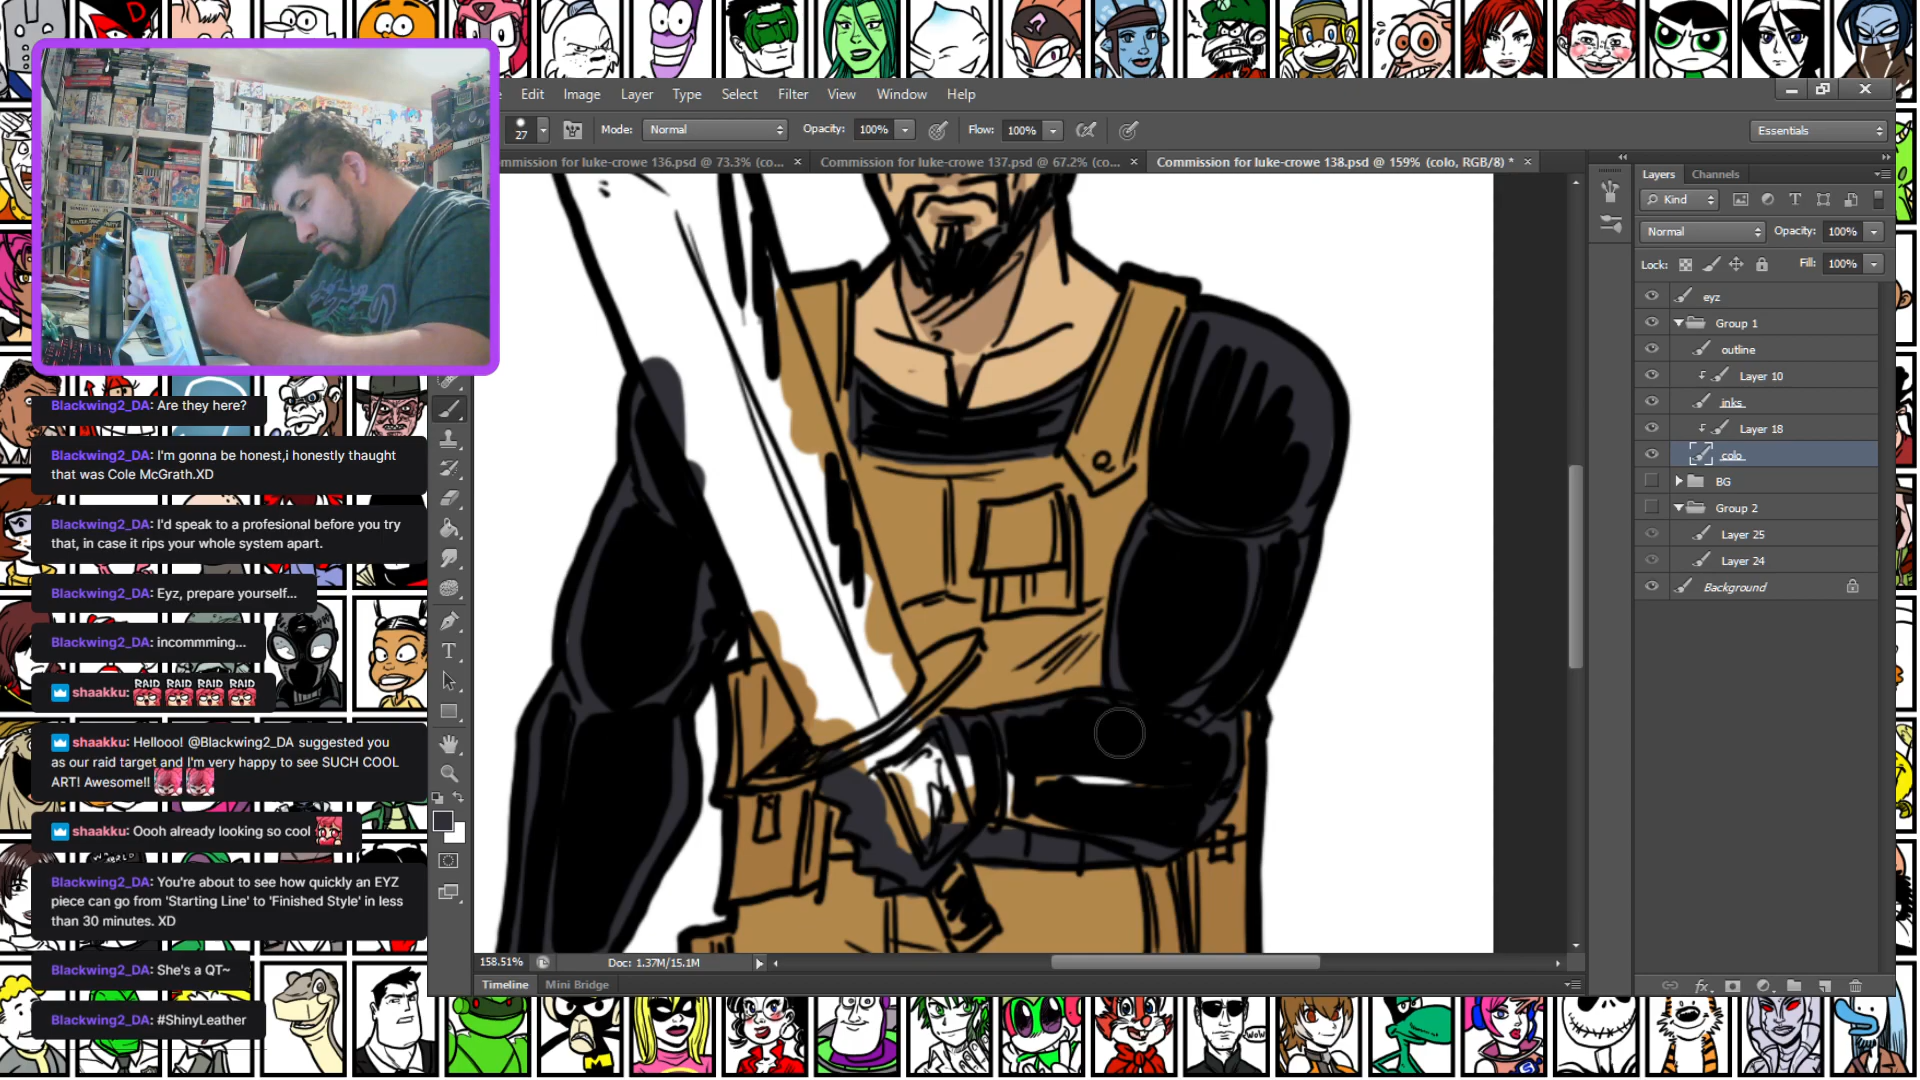 Edit Image Layer Type Select Filter View Window Help
27 Mode: Normal Opacity: 100% Flow: 100% Essentials
ommission for luke-crowe 136.psd @ 73.3% (co... × Commission for luke-crowe 137.psd @ 67.2% (co... × Commission for luke-crowe 138.psd @ 159% (colo, RGB/8) * ×
Layers Channels
Kind
Normal Opacity: 100%
Lock: Fill: 100%
eyz
Group 1
outline
Layer 10
inks
Layer 18
colo
BG
Group 2
Layer 25
Layer 24
Background
Blackwing2_DA: Are they here?
Blackwing2_DA: I'm gonna be honest,i honestly thaught
that was Cole McGrath.XD
Blackwing2_DA: I'd speak to a profesional before you try
that, in case it rips your whole system apart.
Blackwing2_DA: Eyz, prepare yourself...
Blackwing2_DA: incommming...
shaakku: RAID RAID RAID RAID
shaakku: Hellooo! @Blackwing2_DA suggested you
as our raid target and I'm very happy to see SUCH COOL
ART! Awesome!!
shaakku: Oooh already looking so cool
Blackwing2_DA: You're about to see how quickly an EYZ
piece can go from 'Starting Line' to 'Finished Style' in less
than 30 minutes. XD
Blackwing2_DA: She's a QT~
Blackwing2_DA: #ShinyLeather
158.51% Doc: 1.37M/15.1M
Timeline Mini Bridge
WOW